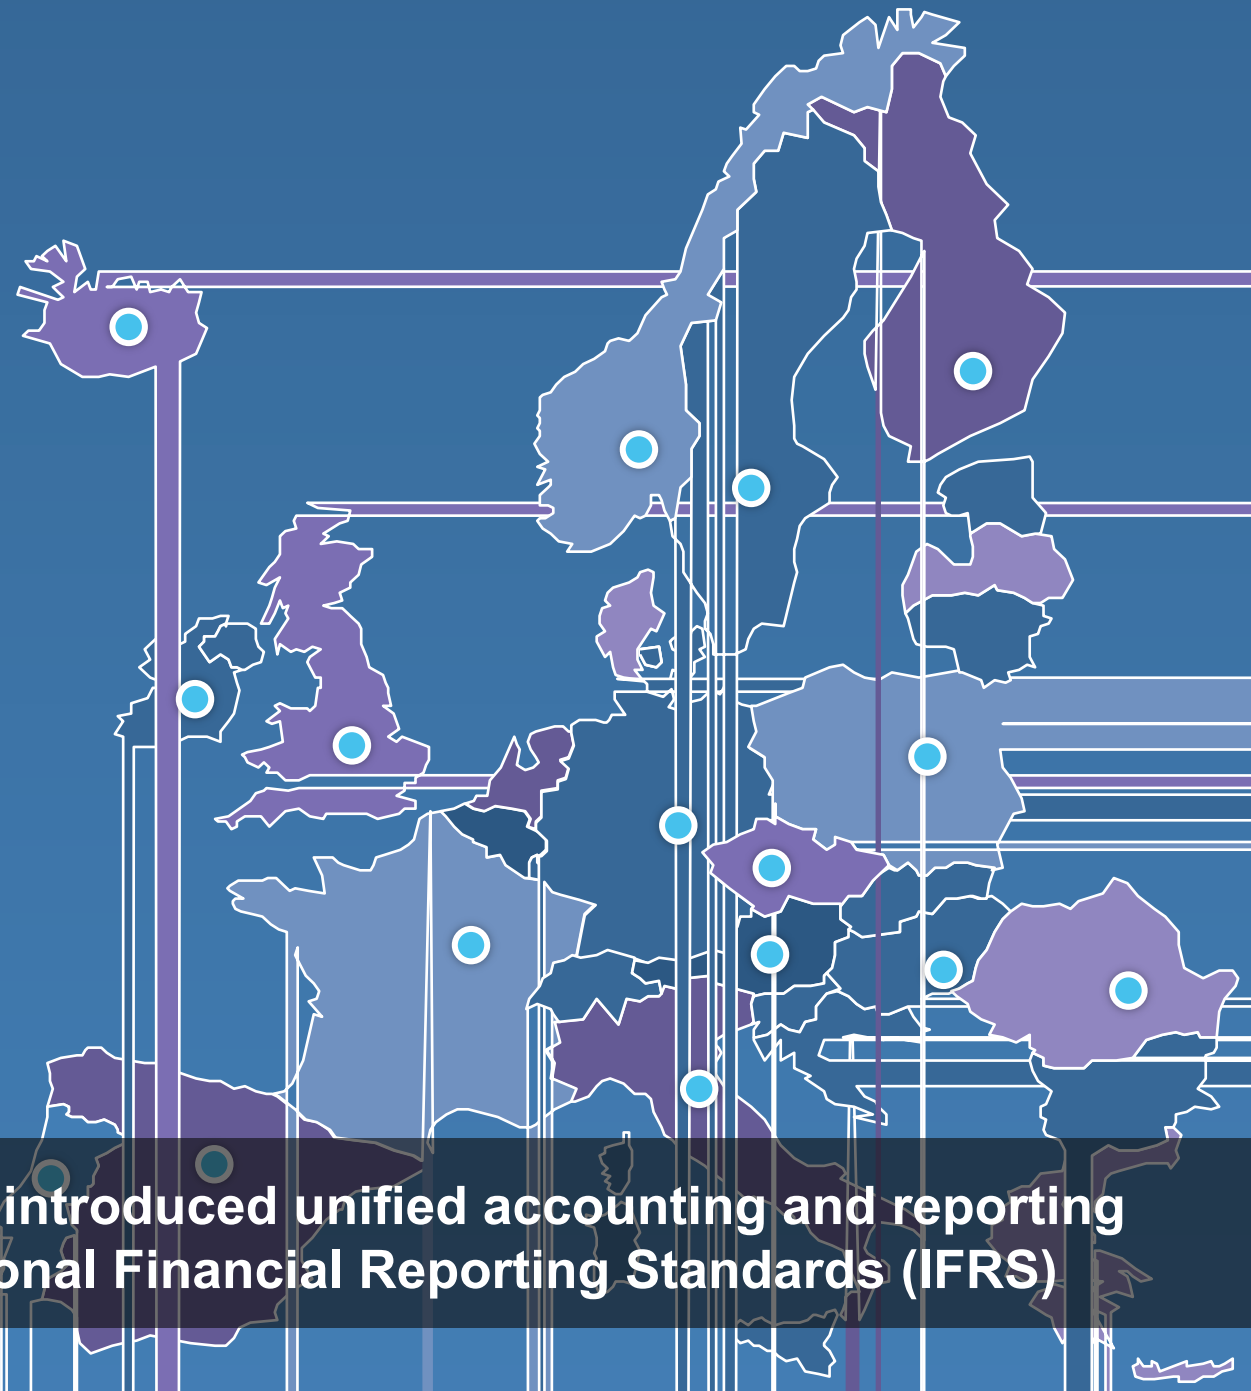 introduced unified accounting and reporting
onal Financial Reporting Standards (IFRS)